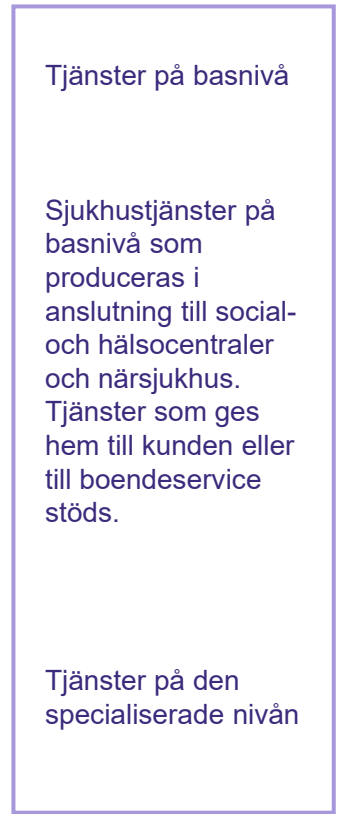 Tjänster på basnivå
Sjukhustjänster på
basnivå som
produceras i
anslutning till social-
och hälsocentraler
och närsjukhus.
Tjänster som ges
hem till kunden eller
till boendeservice
stöds.
Tjänster på den
specialiserade nivån